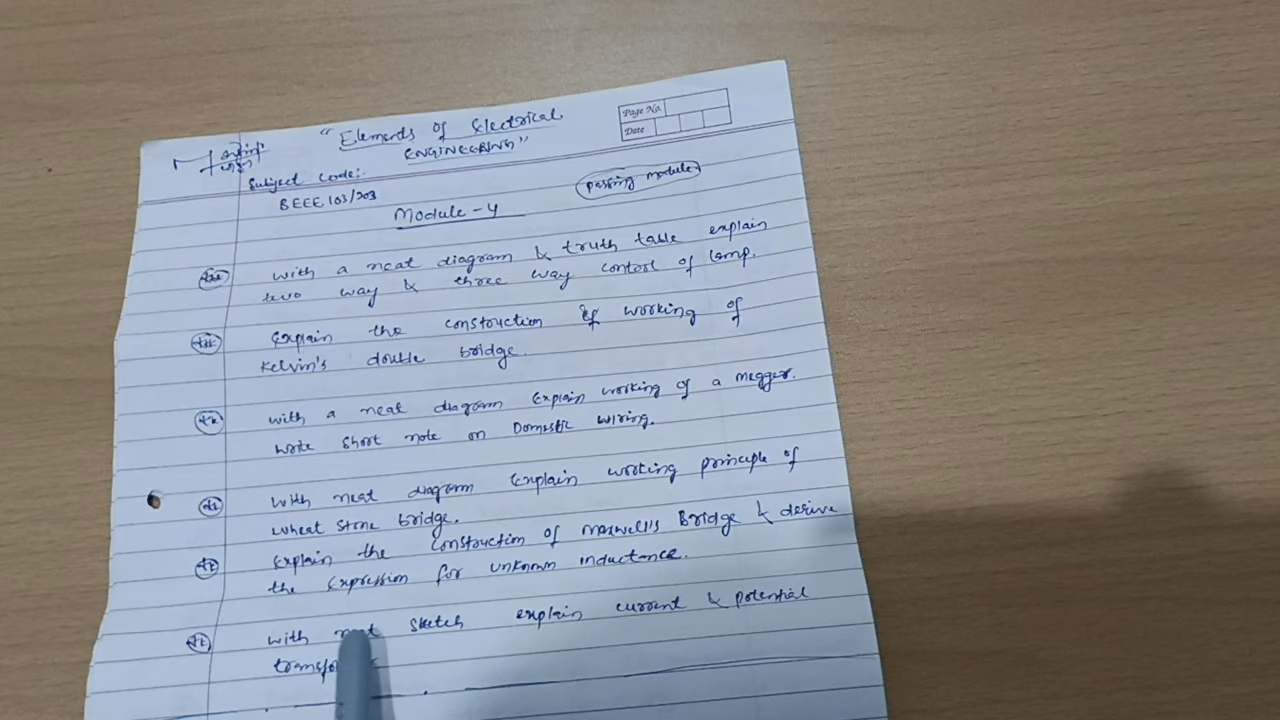 "Elements of Electrical
ENGINEERING"
Page No.
Date
Subject Code:-
BEEE103/203
Passing module
Module-4
With a neat diagram & truth table explain
two way & three way control of lamp.
Explain the construction & working of
Kelvin's double bridge.
With a neat diagram Explain working of a megger.
Write short note on Domestic wiring.
With neat diagram Explain working principle of
wheat stone bridge.
Explain the construction of maxwell's Bridge & derive
the Expression for unknown inductance.
With neat sketch explain current & potential